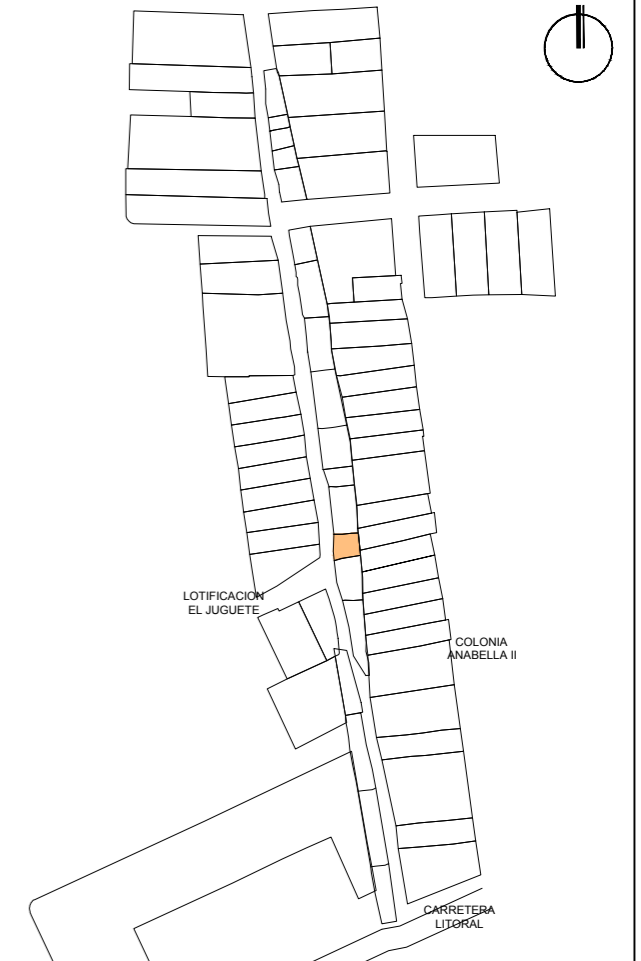 LOTIFICACION
EL JUGUETE
COLONIA
ANABELLA II
CARRETERA
LITORAL